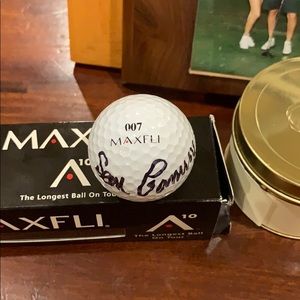 007
MAXFLI
Sean Connery
MAX
A10
The Longest Ball On Tour
AXFLI.
A10
The Longest Ball
On Tour